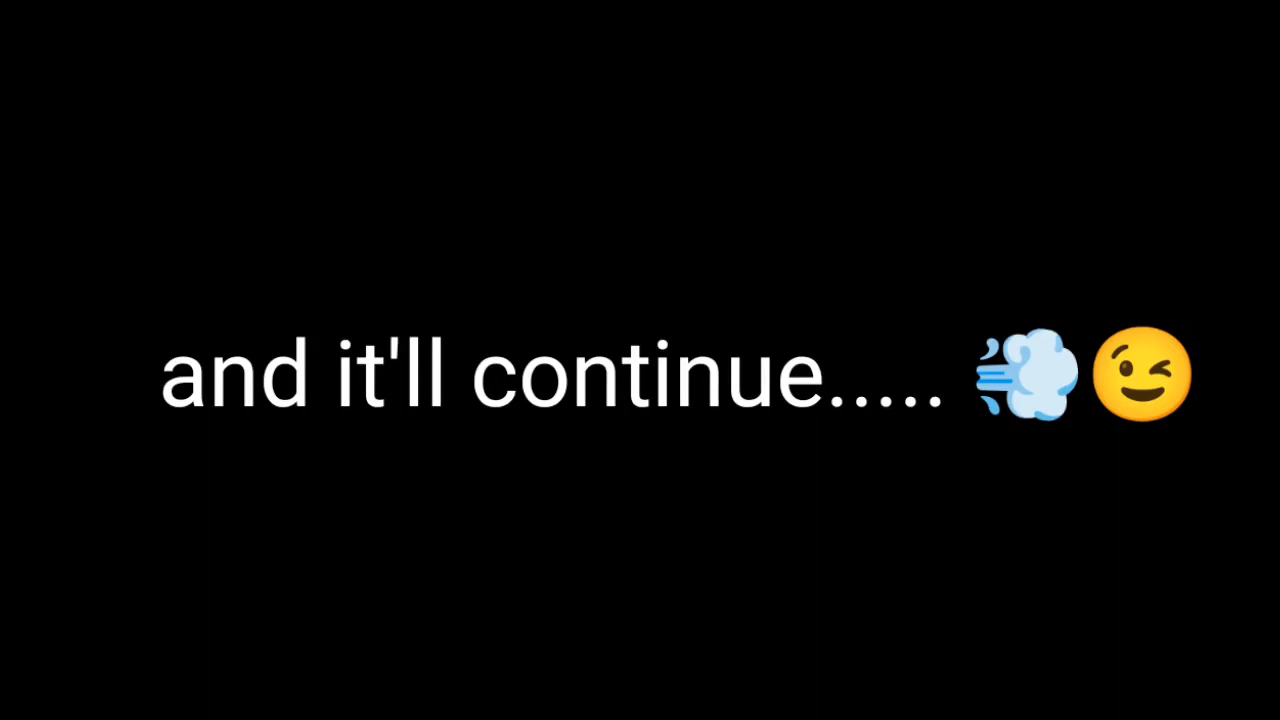 and it'll continue..... 💨😉